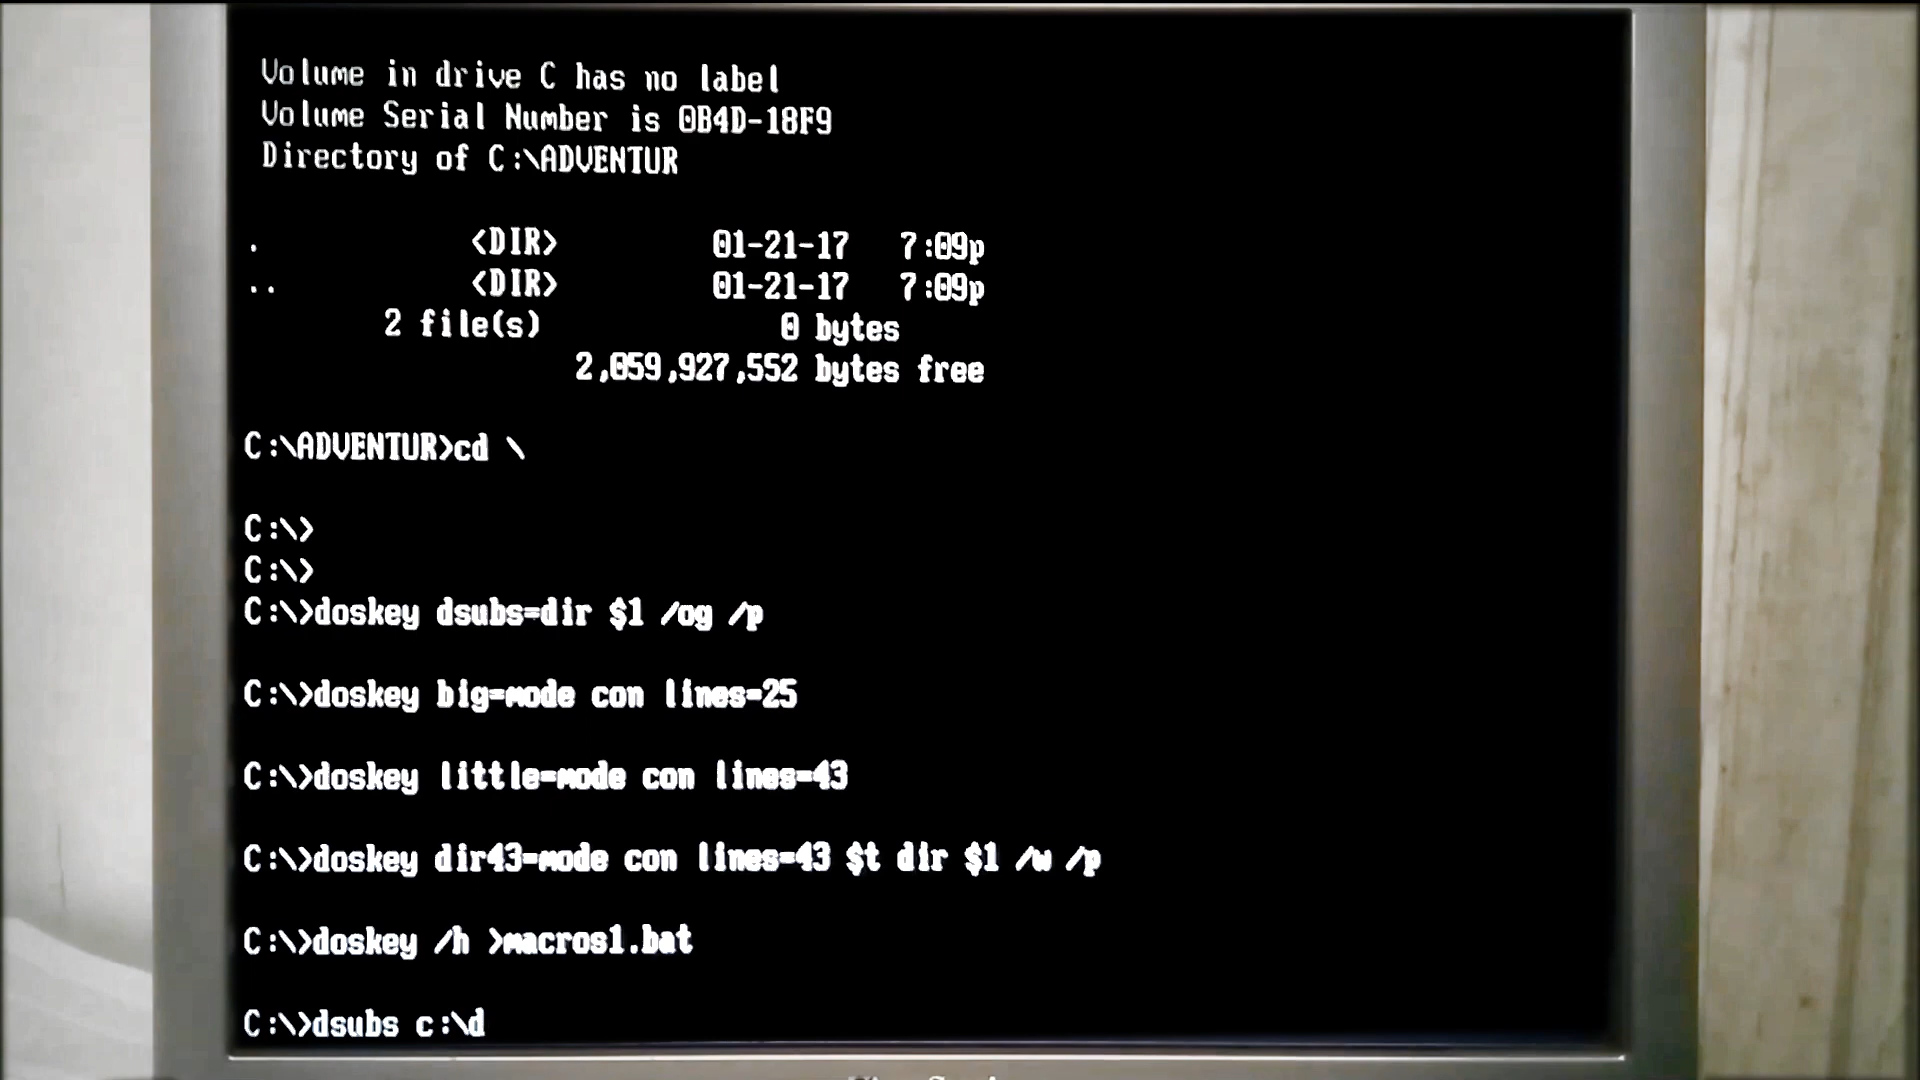 Volume in drive C has no label
Volume Serial Number is 0B4D-18F9
Directory of C:\ADVENTUR
. <DIR> 01-21-17 7:09p
.. <DIR> 01-21-17 7:09p
2 file(s) 0 bytes
2,059,927,552 bytes free
C:\ADVENTUR>cd \
C:\>
C:\>
C:\>doskey dsubs=dir $1 /og /p
C:\>doskey big=mode con lines=25
C:\>doskey little=mode con lines=43
C:\>doskey dir43=mode con lines=43 $t dir $1 /w /p
C:\>doskey /h >macros1.bat
C:\>dsubs c:\d